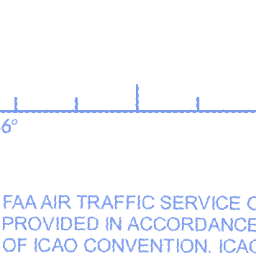 6°
FAA AIR TRAFFIC SERVICE
PROVIDED IN ACCORDANCE
OF ICAO CONVENTION. ICAO